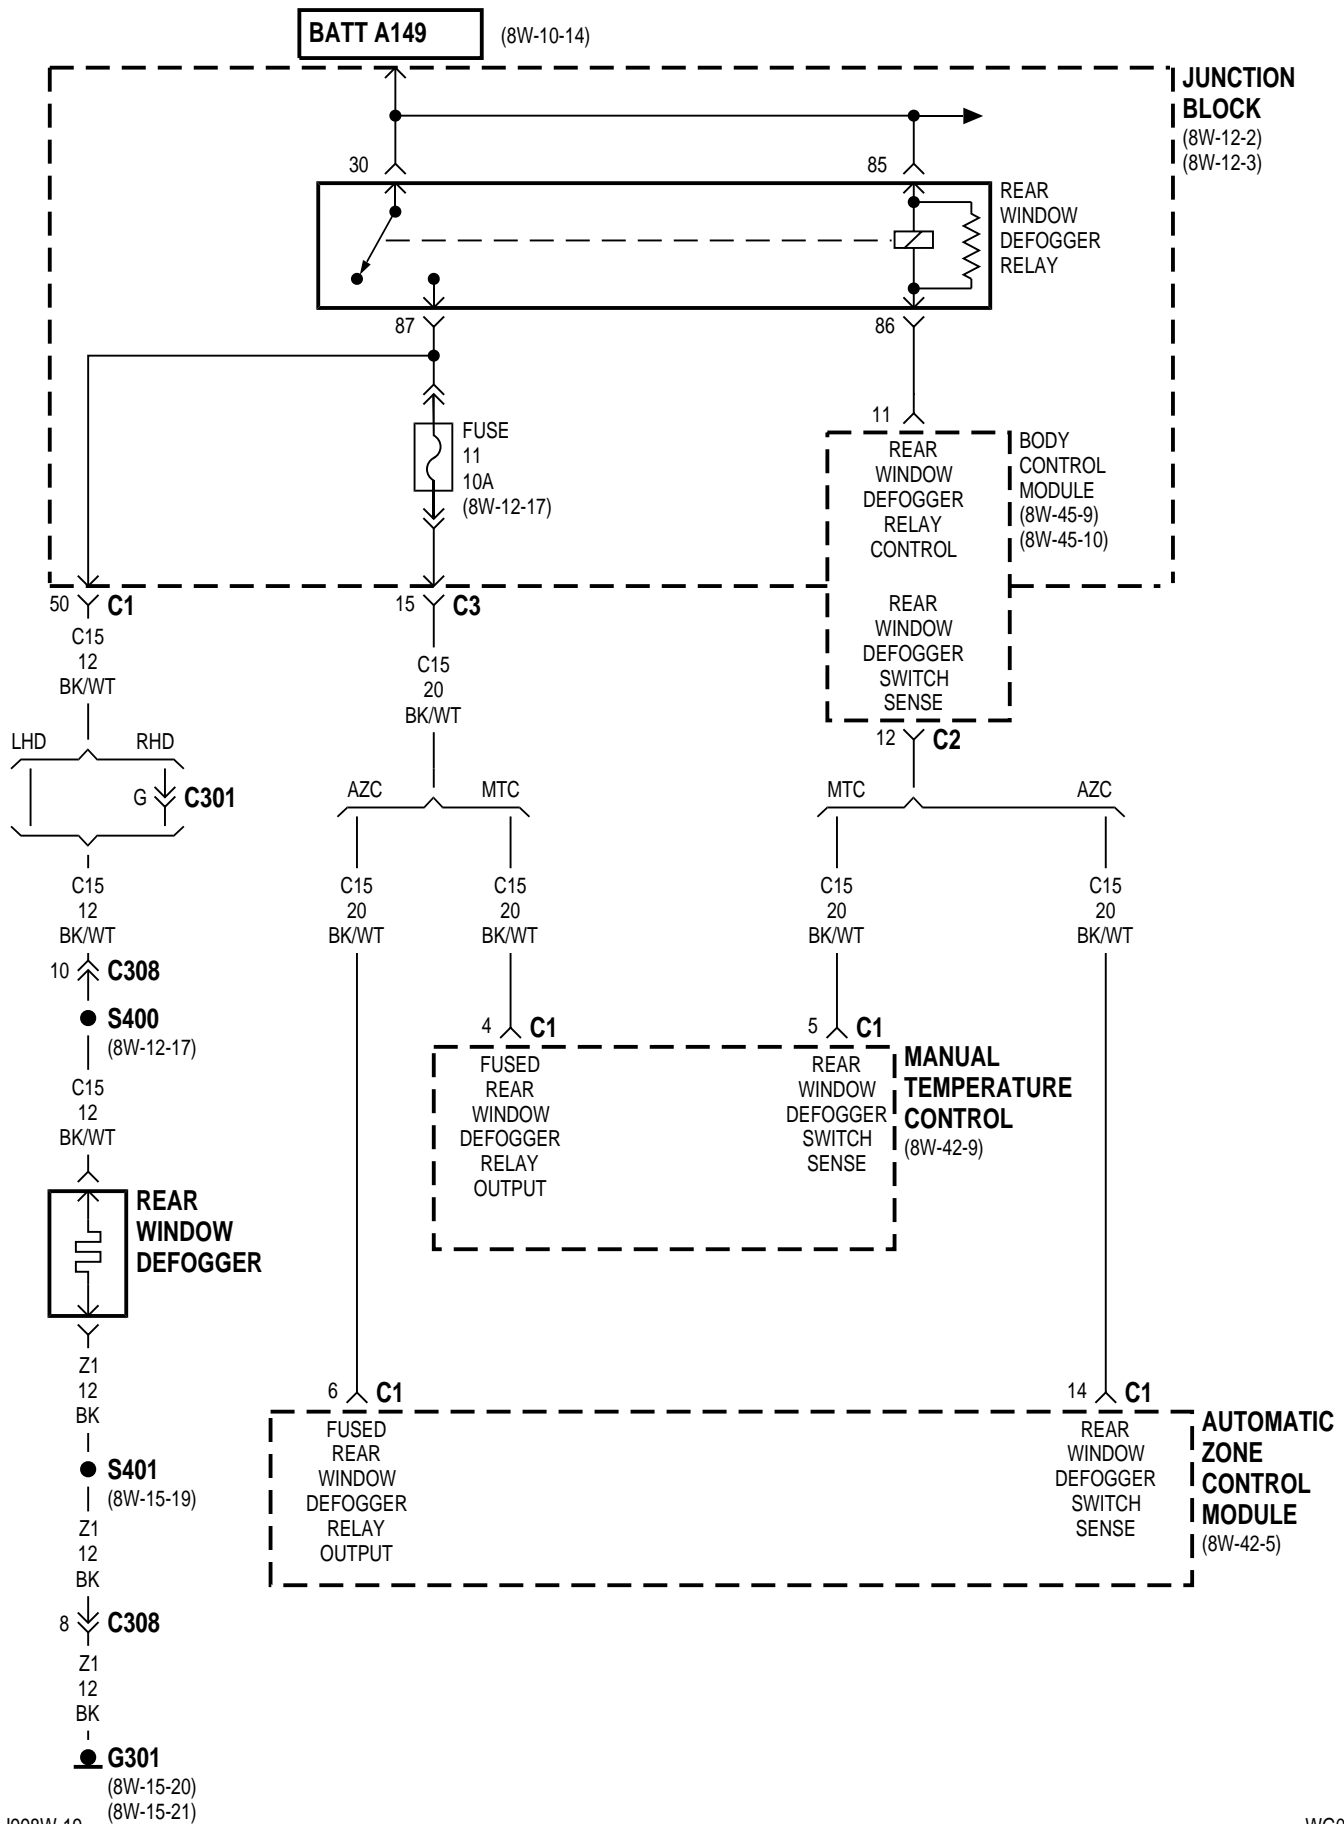 BATT A149
(8W-10-14)
JUNCTION
BLOCK
(8W-12-2)
(8W-12-3)
30
85
REAR
WINDOW
DEFOGGER
RELAY
87
86
FUSE
11
10A
(8W-12-17)
11
REAR
WINDOW
DEFOGGER
RELAY
CONTROL
BODY
CONTROL
MODULE
(8W-45-9)
(8W-45-10)
REAR
WINDOW
DEFOGGER
SWITCH
SENSE
50
C1
15
C3
C15
12
BK/WT
C15
20
BK/WT
12
C2
LHD
RHD
G
C301
AZC
MTC
MTC
AZC
C15
12
BK/WT
C15
20
BK/WT
C15
20
BK/WT
C15
20
BK/WT
C15
20
BK/WT
10
C308
S400
(8W-12-17)
C15
12
BK/WT
4
C1
5
C1
FUSED
REAR
WINDOW
DEFOGGER
RELAY
OUTPUT
REAR
WINDOW
DEFOGGER
SWITCH
SENSE
MANUAL
TEMPERATURE
CONTROL
(8W-42-9)
REAR
WINDOW
DEFOGGER
Z1
12
BK
6
C1
14
C1
FUSED
REAR
WINDOW
DEFOGGER
RELAY
OUTPUT
REAR
WINDOW
DEFOGGER
SWITCH
SENSE
AUTOMATIC
ZONE
CONTROL
MODULE
(8W-42-5)
S401
(8W-15-19)
Z1
12
BK
8
C308
Z1
12
BK
G301
(8W-15-20)
(8W-15-21)